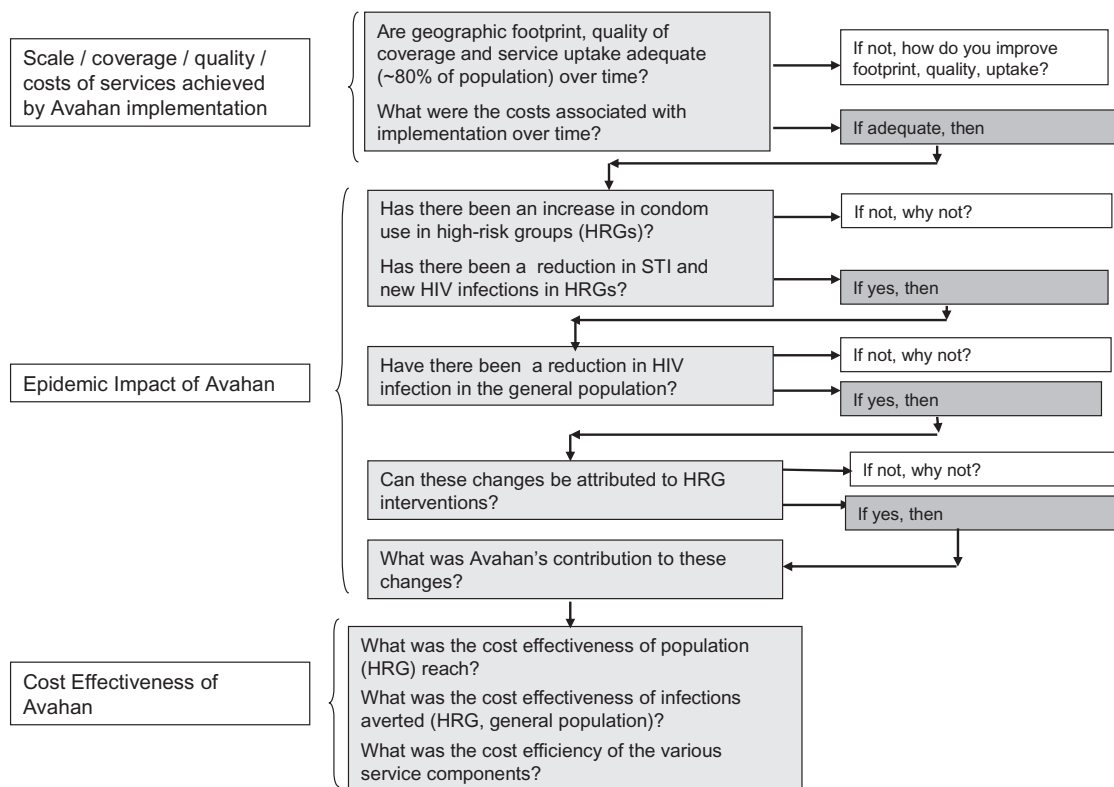 Scale / coverage / quality /
costs of services achieved
by Avahan implementation
Are geographic footprint, quality of
coverage and service uptake adequate
(~80% of population) over time?
What were the costs associated with
implementation over time?
If not, how do you improve
footprint, quality, uptake?
If adequate, then
Epidemic Impact of Avahan
Has there been an increase in condom
use in high-risk groups (HRGs)?
Has there been a reduction in STI and
new HIV infections in HRGs?
If not, why not?
If yes, then
Have there been a reduction in HIV
infection in the general population?
If not, why not?
If yes, then
Can these changes be attributed to HRG
interventions?
If not, why not?
If yes, then
What was Avahan's contribution to these
changes?
Cost Effectiveness of
Avahan
What was the cost effectiveness of population
(HRG) reach?
What was the cost effectiveness of infections
averted (HRG, general population)?
What was the cost efficiency of the various
service components?